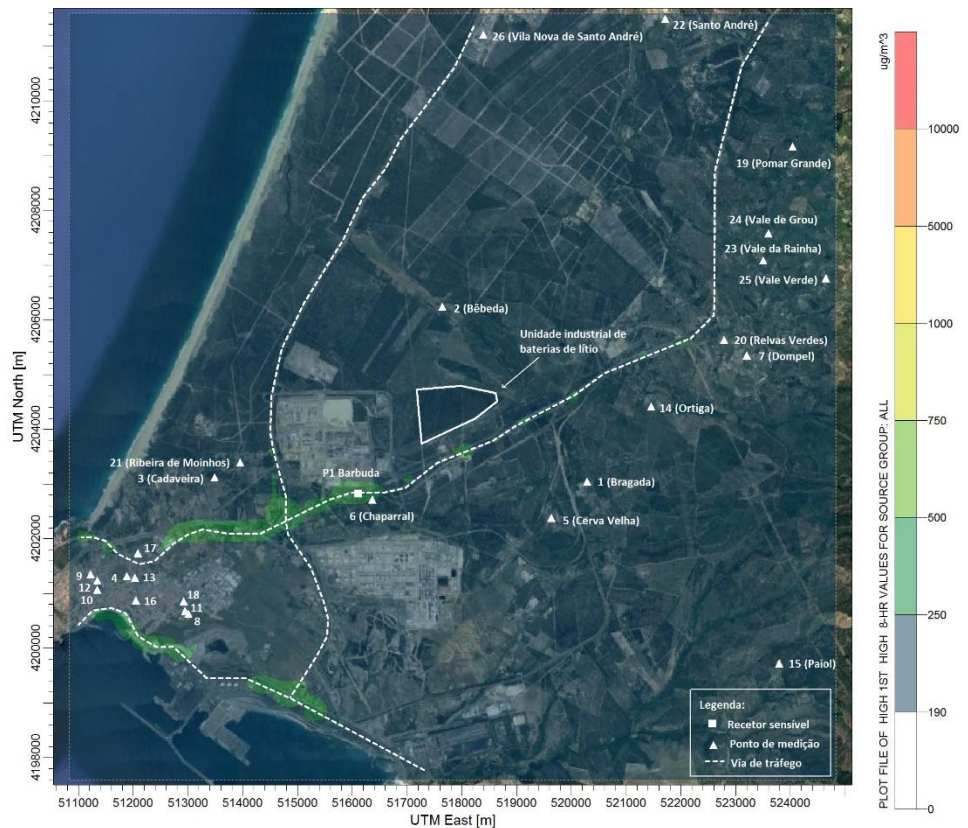 26 (Vila Nova de Santo André)
22 (Santo André)
19 (Pomar Grande)
24 (Vale de Grou)
23 (Vale da Rainha)
25 (Vale Verde)
2 (Bêbeda)
Unidade industrial de
baterias de lítio
20 (Relvas Verdes)
7 (Dompel)
14 (Ortiga)
21 (Ribeira de Moinhos)
3 (Cadaveira)
P1 Barbuda
6 (Chaparral)
1 (Bragada)
5 (Cerva Velha)
17
9
4
13
12
10
16
18
11
8
15 (Paiol)
Legenda:
Recetor sensível
Ponto de medição
Via de tráfego
UTM North [m]
4210000
4208000
4206000
4204000
4202000
4200000
4198000
511000
512000
513000
514000
515000
516000
517000
518000
519000
520000
521000
522000
523000
524000
UTM East [m]
PLOT FILE OF HIGH 1ST HIGH 8-HR VALUES FOR SOURCE GROUP: ALL
ug/m^3
10000
5000
1000
750
500
250
190
0